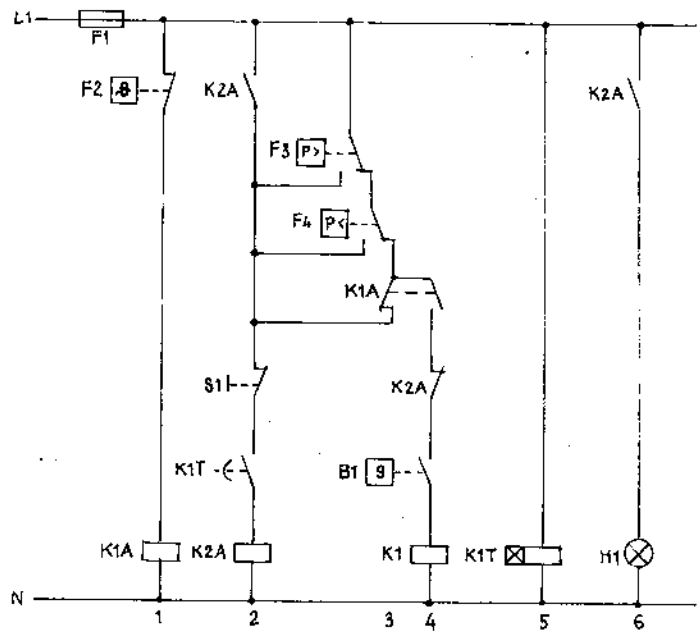 L1
F1
F2 θ
K2A
K2A
F3 P>
F4 P<
K1A
S1
K2A
K1T
B1 θ
K1A
K2A
K1
K1T
H1
N
1
2
3
4
5
6